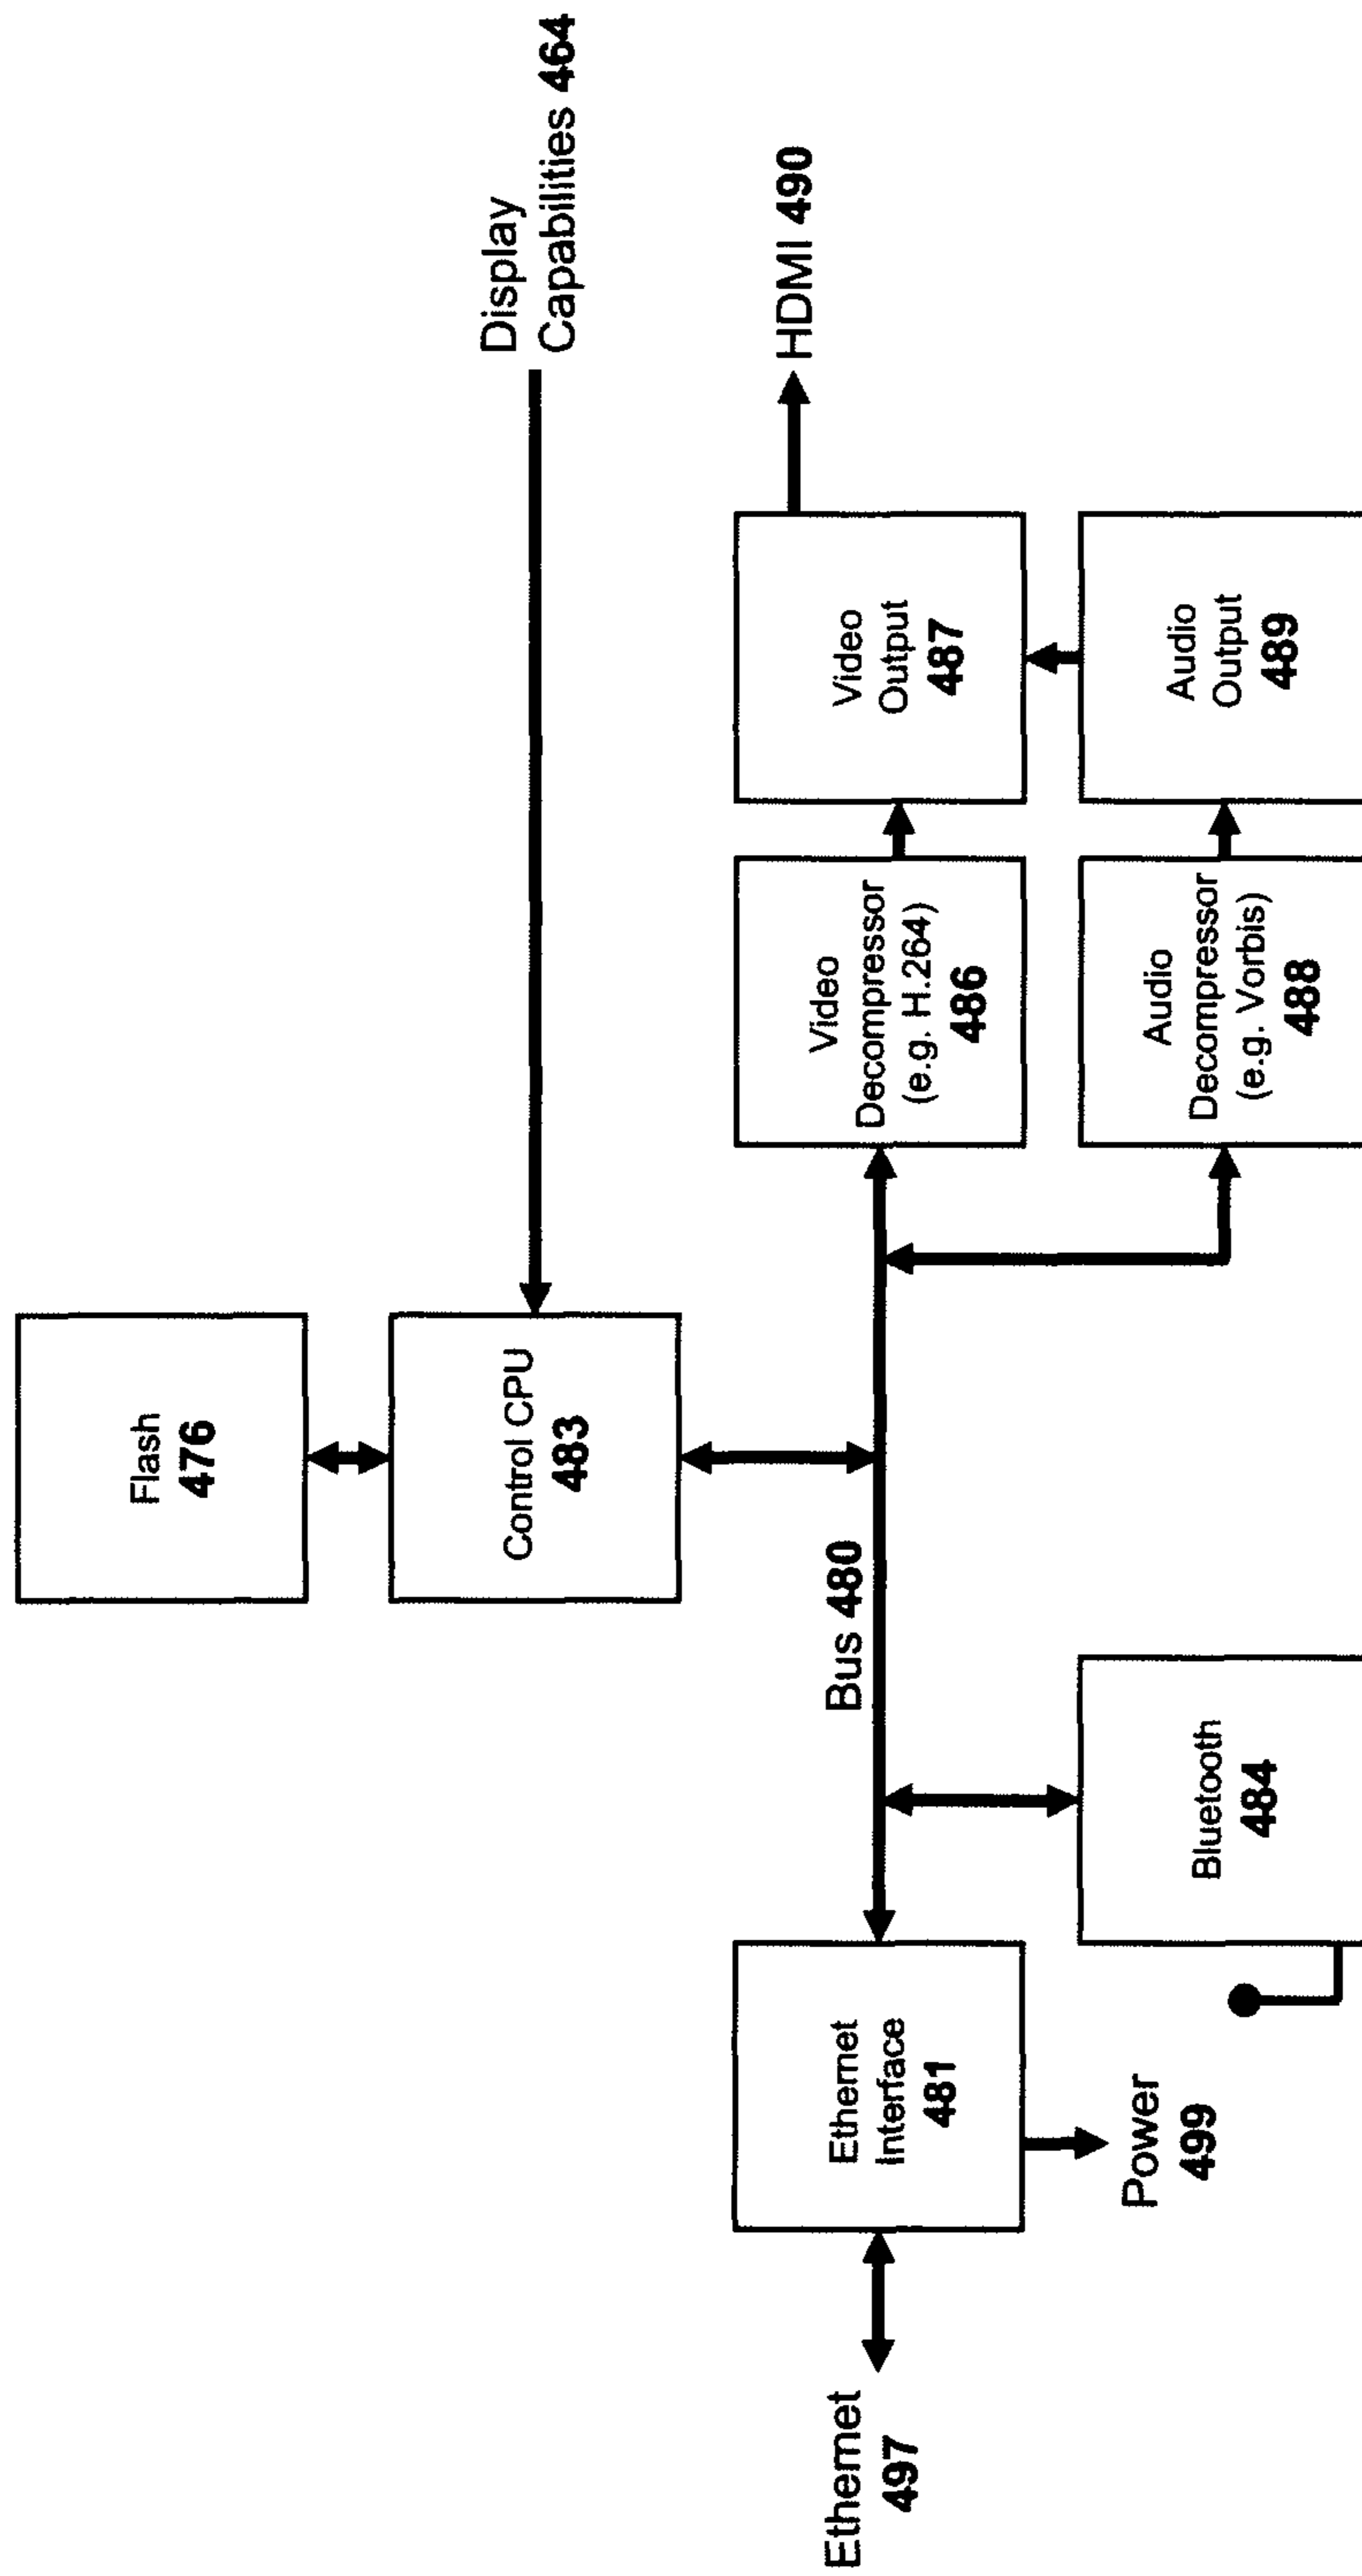 Flash
476
Display
Capabilities 464
Control CPU
483
Bus 480
HDMI 490
Ethernet
497
Ethernet
Interface
481
Video
Decompressor
(e.g. H.264)
486
Video
Output
487
Power
499
Bluetooth
484
Audio
Decompressor
(e.g. Vorbis)
488
Audio
Output
489